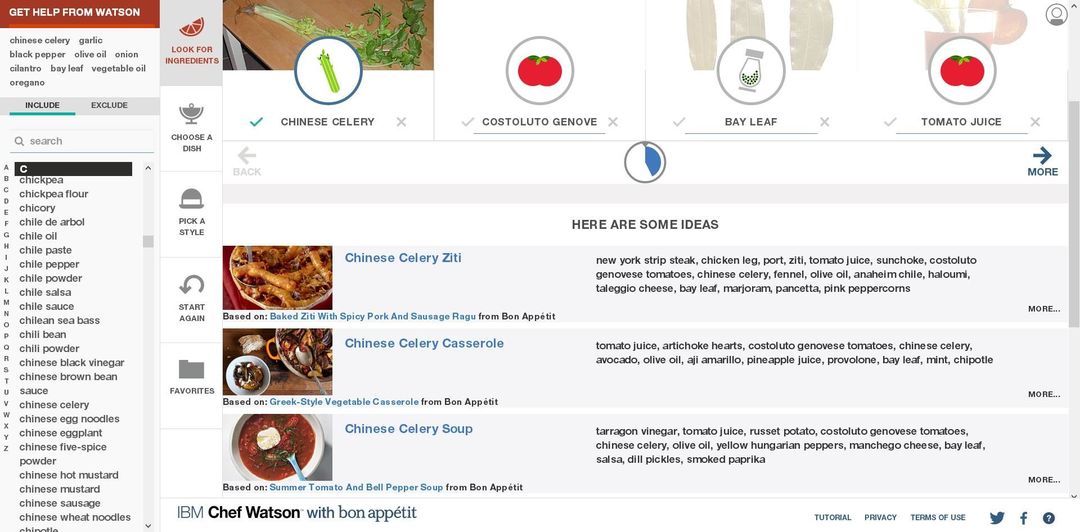 GET HELP FROM WATSON
chinese celery garlic
black pepper olive oil onion
cilantro bay leaf vegetable oil
oregano
INCLUDE EXCLUDE
search
A
B
C
D
E
F
G
H
I
J
K
L
M
N
O
P
Q
R
S
T
U
V
W
X
Y
Z
C
chickpea
chickpea flour
chicory
chile de arbol
chile oil
chile paste
chile pepper
chile powder
chile salsa
chile sauce
chilean sea bass
chili bean
chili powder
chinese black vinegar
chinese brown bean
sauce
chinese celery
chinese egg noodles
chinese eggplant
chinese five-spice
powder
chinese hot mustard
chinese mustard
chinese sausage
chinese wheat noodles
chipotle
LOOK FOR
INGREDIENTS
CHOOSE A
DISH
PICK A
STYLE
START
AGAIN
FAVORITES
CHINESE CELERY COSTOLUTO GENOVE BAY LEAF TOMATO JUICE
BACK MORE
HERE ARE SOME IDEAS
Chinese Celery Ziti
new york strip steak, chicken leg, port, ziti, tomato juice, sunchoke, costoluto
genovese tomatoes, chinese celery, fennel, olive oil, anaheim chile, haloumi,
taleggio cheese, bay leaf, marjoram, pancetta, pink peppercorns
MORE...
Based on: Baked Ziti With Spicy Pork And Sausage Ragu from Bon Appétit
Chinese Celery Casserole
tomato juice, artichoke hearts, costoluto genovese tomatoes, chinese celery,
avocado, olive oil, aji amarillo, pineapple juice, provolone, bay leaf, mint, chipotle
MORE...
Based on: Greek-Style Vegetable Casserole from Bon Appétit
Chinese Celery Soup
tarragon vinegar, tomato juice, russet potato, costoluto genovese tomatoes,
chinese celery, olive oil, yellow hungarian peppers, manchego cheese, bay leaf,
salsa, dill pickles, smoked paprika
MORE...
Based on: Summer Tomato And Bell Pepper Soup from Bon Appétit
IBM Chef Watson™ with bon appétit
TUTORIAL PRIVACY TERMS OF USE